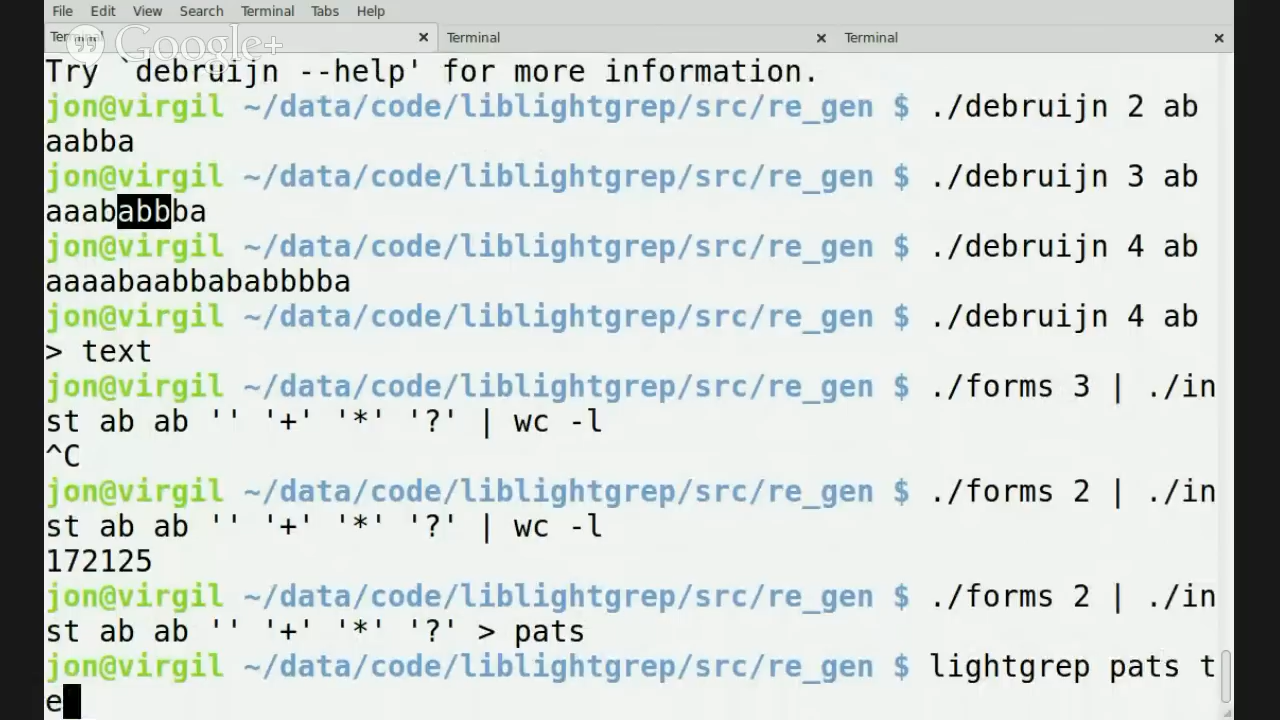 File Edit View Search Terminal Tabs Help
Terminal × Terminal × Terminal ×
Google+
Try `debruijn --help' for more information.
jon@virgil ~/data/code/liblightgrep/src/re_gen $ ./debruijn 2 ab
aabba
jon@virgil ~/data/code/liblightgrep/src/re_gen $ ./debruijn 3 ab
aaababbba
jon@virgil ~/data/code/liblightgrep/src/re_gen $ ./debruijn 4 ab
aaaabaabbababbbba
jon@virgil ~/data/code/liblightgrep/src/re_gen $ ./debruijn 4 ab
> text
jon@virgil ~/data/code/liblightgrep/src/re_gen $ ./forms 3 | ./in
st ab ab '' '+' '*' '?' | wc -l
^C
jon@virgil ~/data/code/liblightgrep/src/re_gen $ ./forms 2 | ./in
st ab ab '' '+' '*' '?' | wc -l
172125
jon@virgil ~/data/code/liblightgrep/src/re_gen $ ./forms 2 | ./in
st ab ab '' '+' '*' '?' > pats
jon@virgil ~/data/code/liblightgrep/src/re_gen $ lightgrep pats t
e